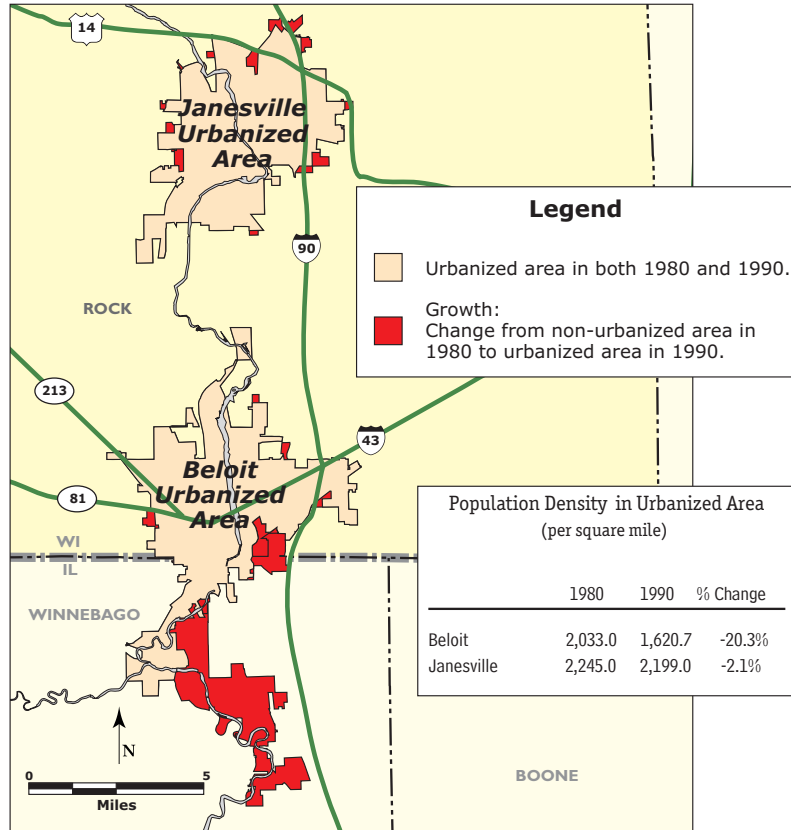 14
Janesville
Urbanized
Area
Legend
Urbanized area in both 1980 and 1990.
Growth:
Change from non-urbanized area in
1980 to urbanized area in 1990.
90
ROCK
213
43
Beloit
Urbanized
Area
81
WI
IL
WINNEBAGO
Population Density in Urbanized Area
(per square mile)
1980 1990 % Change
Beloit 2,033.0 1,620.7 -20.3%
Janesville 2,245.0 2,199.0 -2.1%
N
0 5
Miles
BOONE